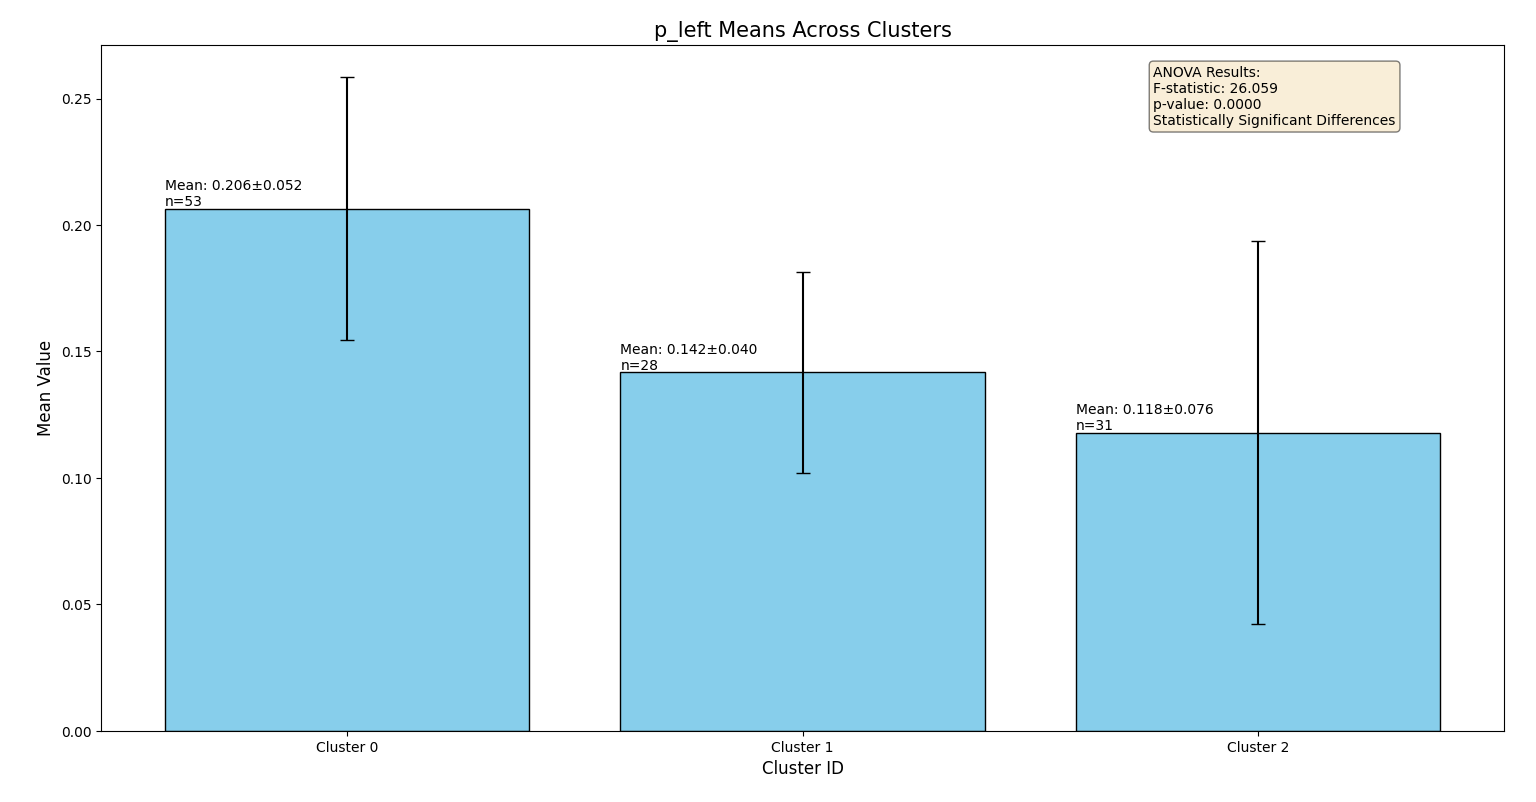 p_left Means Across Clusters
ANOVA Results:
F-statistic: 26.059
p-value: 0.0000
Statistically Significant Differences
Mean Value
0.25
0.20
0.15
0.10
0.05
0.00
Mean: 0.206±0.052
n=53
Mean: 0.142±0.040
n=28
Mean: 0.118±0.076
n=31
Cluster 0
Cluster 1
Cluster 2
Cluster ID